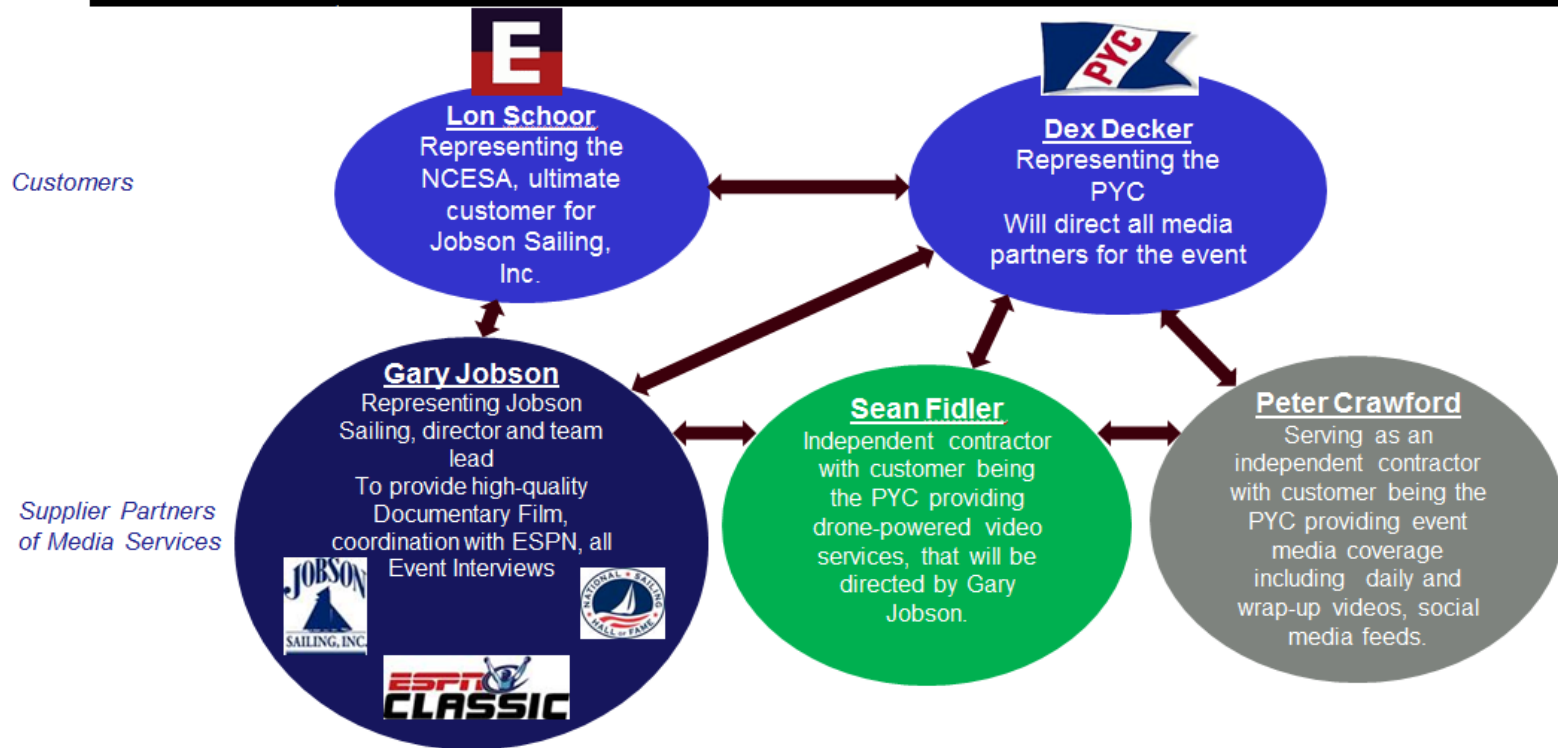 E
PYC
Customers
Lon Schoor
Representing the
NCESA, ultimate
customer for
Jobson Sailing,
Inc.
Dex Decker
Representing the
PYC
Will direct all media
partners for the event
Supplier Partners
of Media Services
Gary Jobson
Representing Jobson
Sailing, director and team
lead
To provide high-quality
Documentary Film,
coordination with ESPN, all
Event Interviews
JOBSON
SAILING, INC.
NATIONAL SAILING
HALL of FAME
ESPN
CLASSIC
Sean Fidler
Independent contractor
with customer being
the PYC providing
drone-powered video
services, that will be
directed by Gary
Jobson.
Peter Crawford
Serving as an
independent contractor
with customer being the
PYC providing event
media coverage
including daily and
wrap-up videos, social
media feeds.